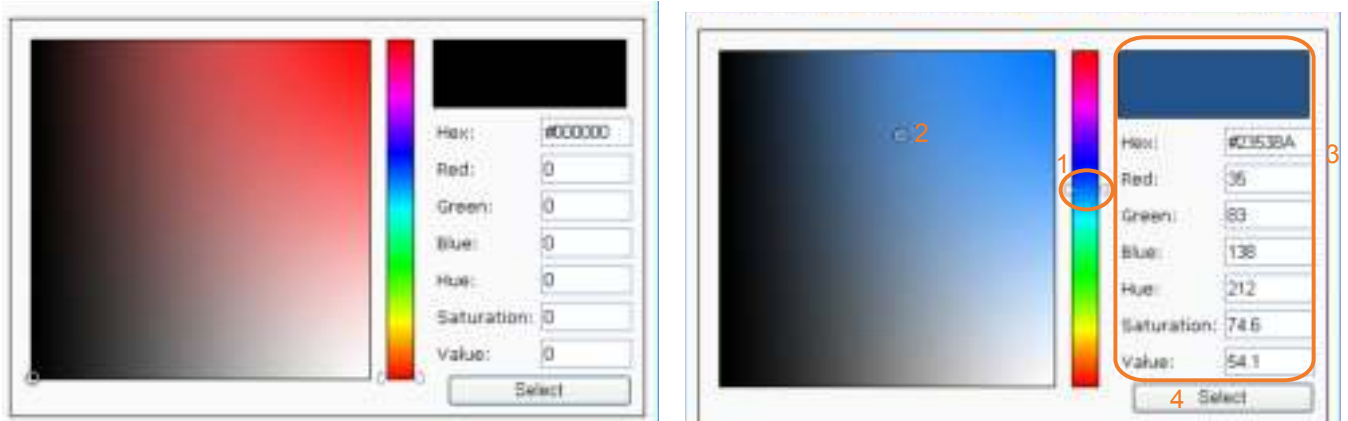 Hex: #000000
Red: 0
Green: 0
Blue: 0
Hue: 0
Saturation: 0
Value: 0
Select
1
2
3
Hex: #23538A
Red: 35
Green: 83
Blue: 138
Hue: 212
Saturation: 74.6
Value: 54.1
4 Select